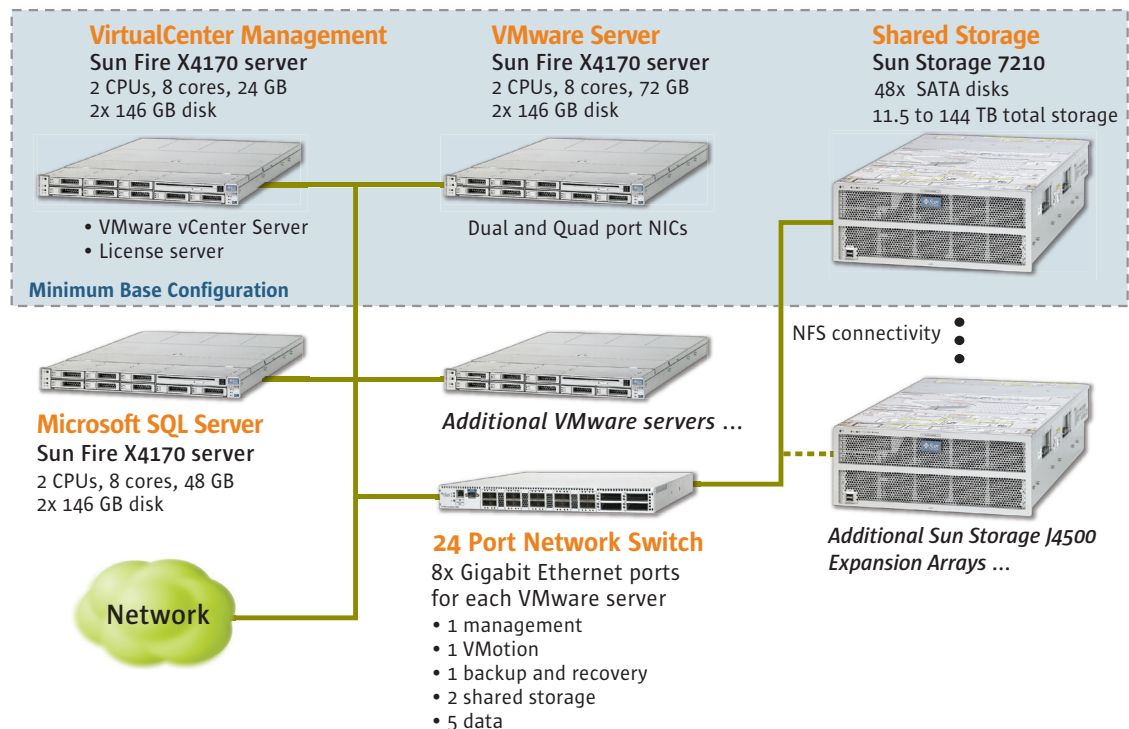 VirtualCenter Management
Sun Fire X4170 server
2 CPUs, 8 cores, 24 GB
2x 146 GB disk
• VMware vCenter Server
• License server
VMware Server
Sun Fire X4170 server
2 CPUs, 8 cores, 72 GB
2x 146 GB disk
Dual and Quad port NICs
Shared Storage
Sun Storage 7210
48x SATA disks
11.5 to 144 TB total storage
Minimum Base Configuration
NFS connectivity
Microsoft SQL Server
Sun Fire X4170 server
2 CPUs, 8 cores, 48 GB
2x 146 GB disk
Additional VMware servers ...
Additional Sun Storage J4500
Expansion Arrays ...
24 Port Network Switch
8x Gigabit Ethernet ports
for each VMware server
• 1 management
• 1 VMotion
• 1 backup and recovery
• 2 shared storage
• 5 data
Network